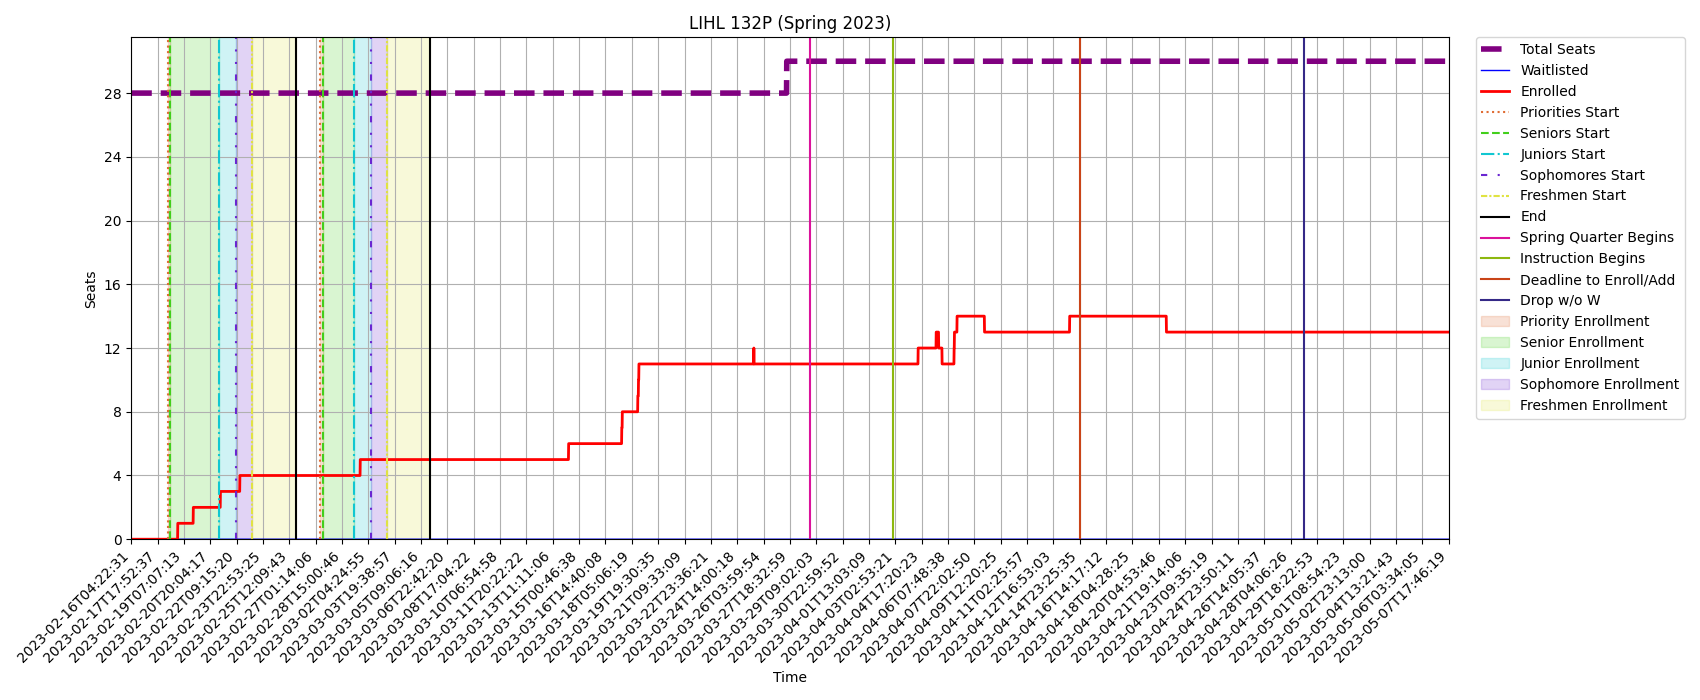 LIHL 132P (Spring 2023)
Seats
28
24
20
16
12
8
4
0
2023-02-16T04:22:31
2023-02-17T17:52:37
2023-02-19T07:07:13
2023-02-20T20:04:17
2023-02-22T09:15:20
2023-02-23T22:53:25
2023-02-25T12:09:43
2023-02-27T01:14:06
2023-02-28T15:00:46
2023-03-02T04:24:55
2023-03-03T19:38:57
2023-03-05T09:06:16
2023-03-06T22:42:20
2023-03-08T17:04:22
2023-03-10T06:54:58
2023-03-11T20:22:22
2023-03-13T11:11:06
2023-03-15T00:46:38
2023-03-16T14:40:08
2023-03-18T05:06:19
2023-03-19T19:30:35
2023-03-21T09:33:09
2023-03-22T23:36:21
2023-03-24T14:00:18
2023-03-26T03:59:54
2023-03-27T18:32:59
2023-03-29T09:02:03
2023-03-30T22:59:52
2023-04-01T13:03:09
2023-04-03T02:53:21
2023-04-04T17:20:23
2023-04-06T07:48:38
2023-04-07T22:02:50
2023-04-09T12:20:25
2023-04-11T02:25:57
2023-04-12T16:53:03
2023-04-14T23:25:35
2023-04-16T14:17:12
2023-04-18T04:28:25
2023-04-20T04:53:46
2023-04-21T19:14:06
2023-04-23T09:35:19
2023-04-24T23:50:11
2023-04-26T14:05:37
2023-04-28T04:06:26
2023-04-29T18:22:53
2023-05-01T08:54:23
2023-05-02T23:13:00
2023-05-04T13:21:43
2023-05-06T03:34:05
2023-05-07T17:46:19
Time
Total Seats
Waitlisted
Enrolled
Priorities Start
Seniors Start
Juniors Start
Sophomores Start
Freshmen Start
End
Spring Quarter Begins
Instruction Begins
Deadline to Enroll/Add
Drop w/o W
Priority Enrollment
Senior Enrollment
Junior Enrollment
Sophomore Enrollment
Freshmen Enrollment